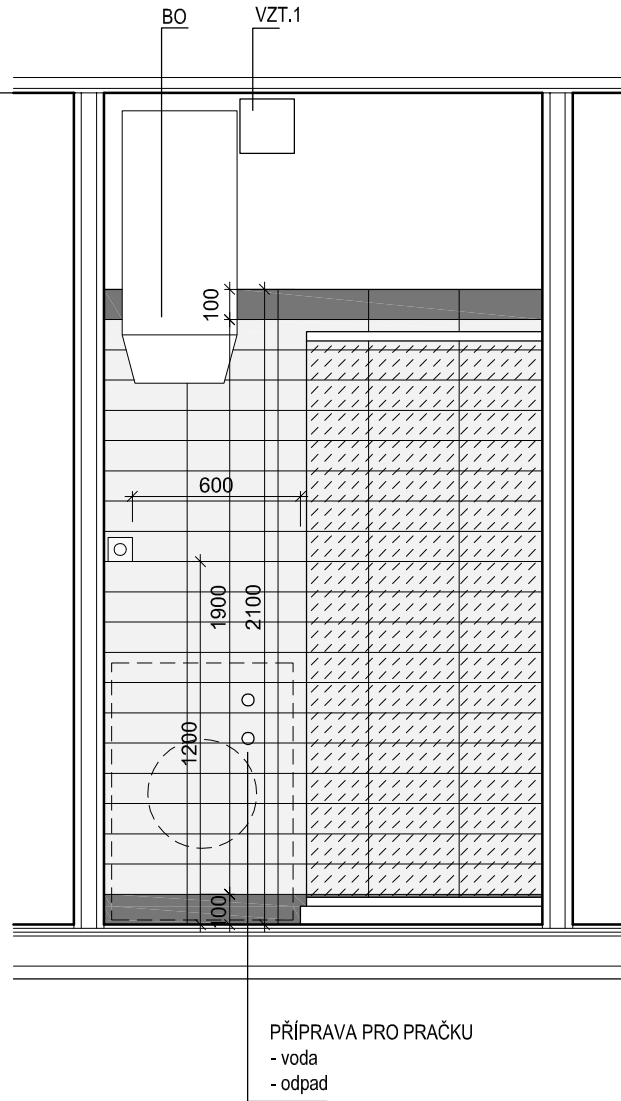 BO
VZT.1
100
600
1900
2100
1200
100
PŘÍPRAVA PRO PRAČKU
- voda
- odpad